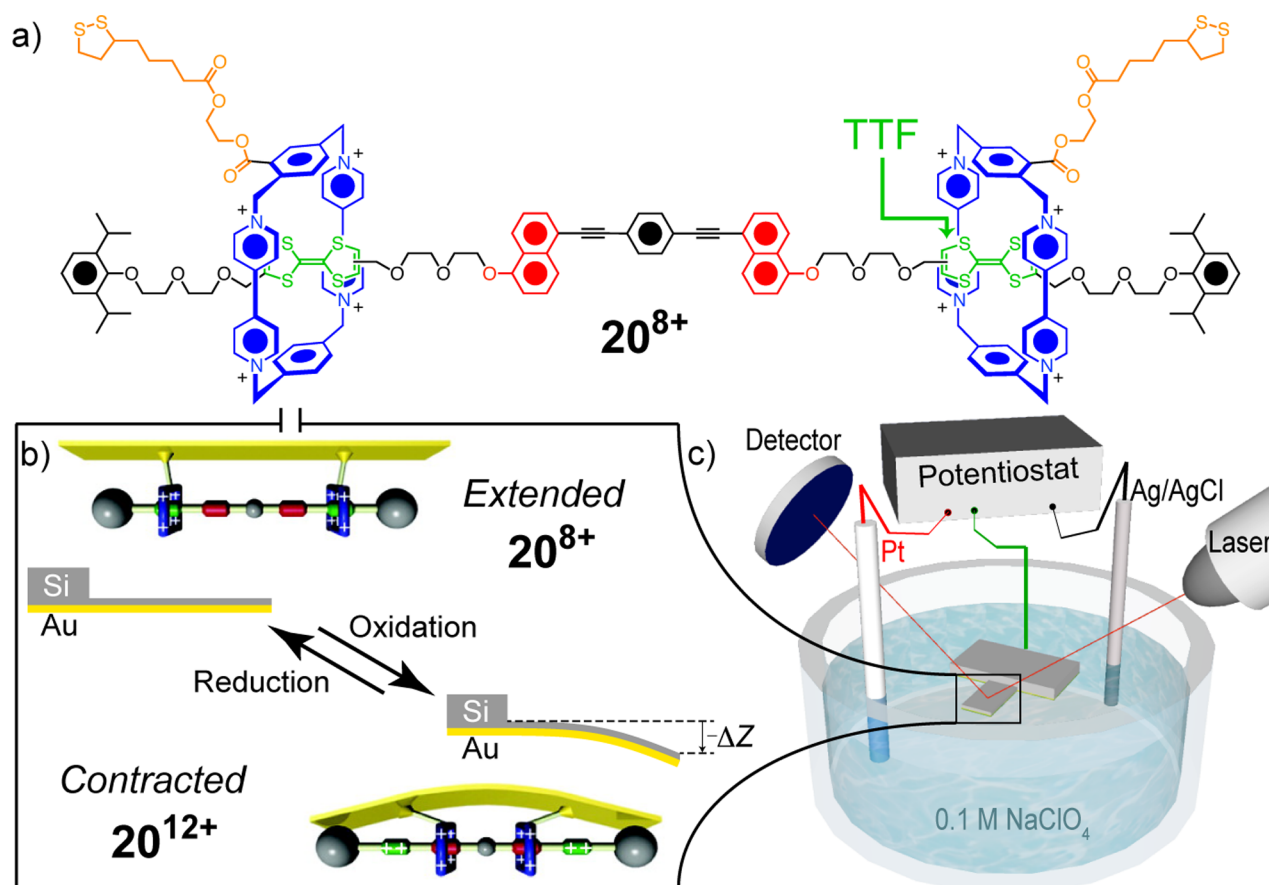 a)
S S
S S
O
O
O
O
O
O
O
O
TTF
+
N
+
N
N
+
N
+
S S
S S
S S
S S
O O O
O O O
O O O
O O O
+
N
N
+
N
+
N
+
20⁸⁺
b)
Extended
20⁸⁺
Si
Au
Oxidation
Reduction
Si
Au
-ΔZ
Contracted
20¹²⁺
++ ++
++ ++
++ ++ ++ ++
c)
Detector
Potentiostat
Ag/AgCl
Pt
Laser
0.1 M NaClO₄